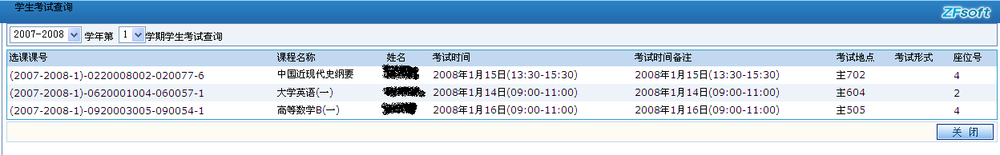 学生考试查询
ZFsoft
2007-2008 学年第 1 学期学生考试查询
选课课号 课程名称 姓名 考试时间 考试时间备注 考试地点 考试形式 座位号
(2007-2008-1)-0220008002-020077-6 中国近现代史纲要 2008年1月15日(13:30-15:30) 2008年1月15日(13:30-15:30) 主702 4
(2007-2008-1)-0620001004-060057-1 大学英语(一) 2008年1月14日(09:00-11:00) 2008年1月14日(09:00-11:00) 主604 2
(2007-2008-1)-0920003005-090054-1 高等数学B(一) 2008年1月16日(09:00-11:00) 2008年1月16日(09:00-11:00) 主505 4
关 闭